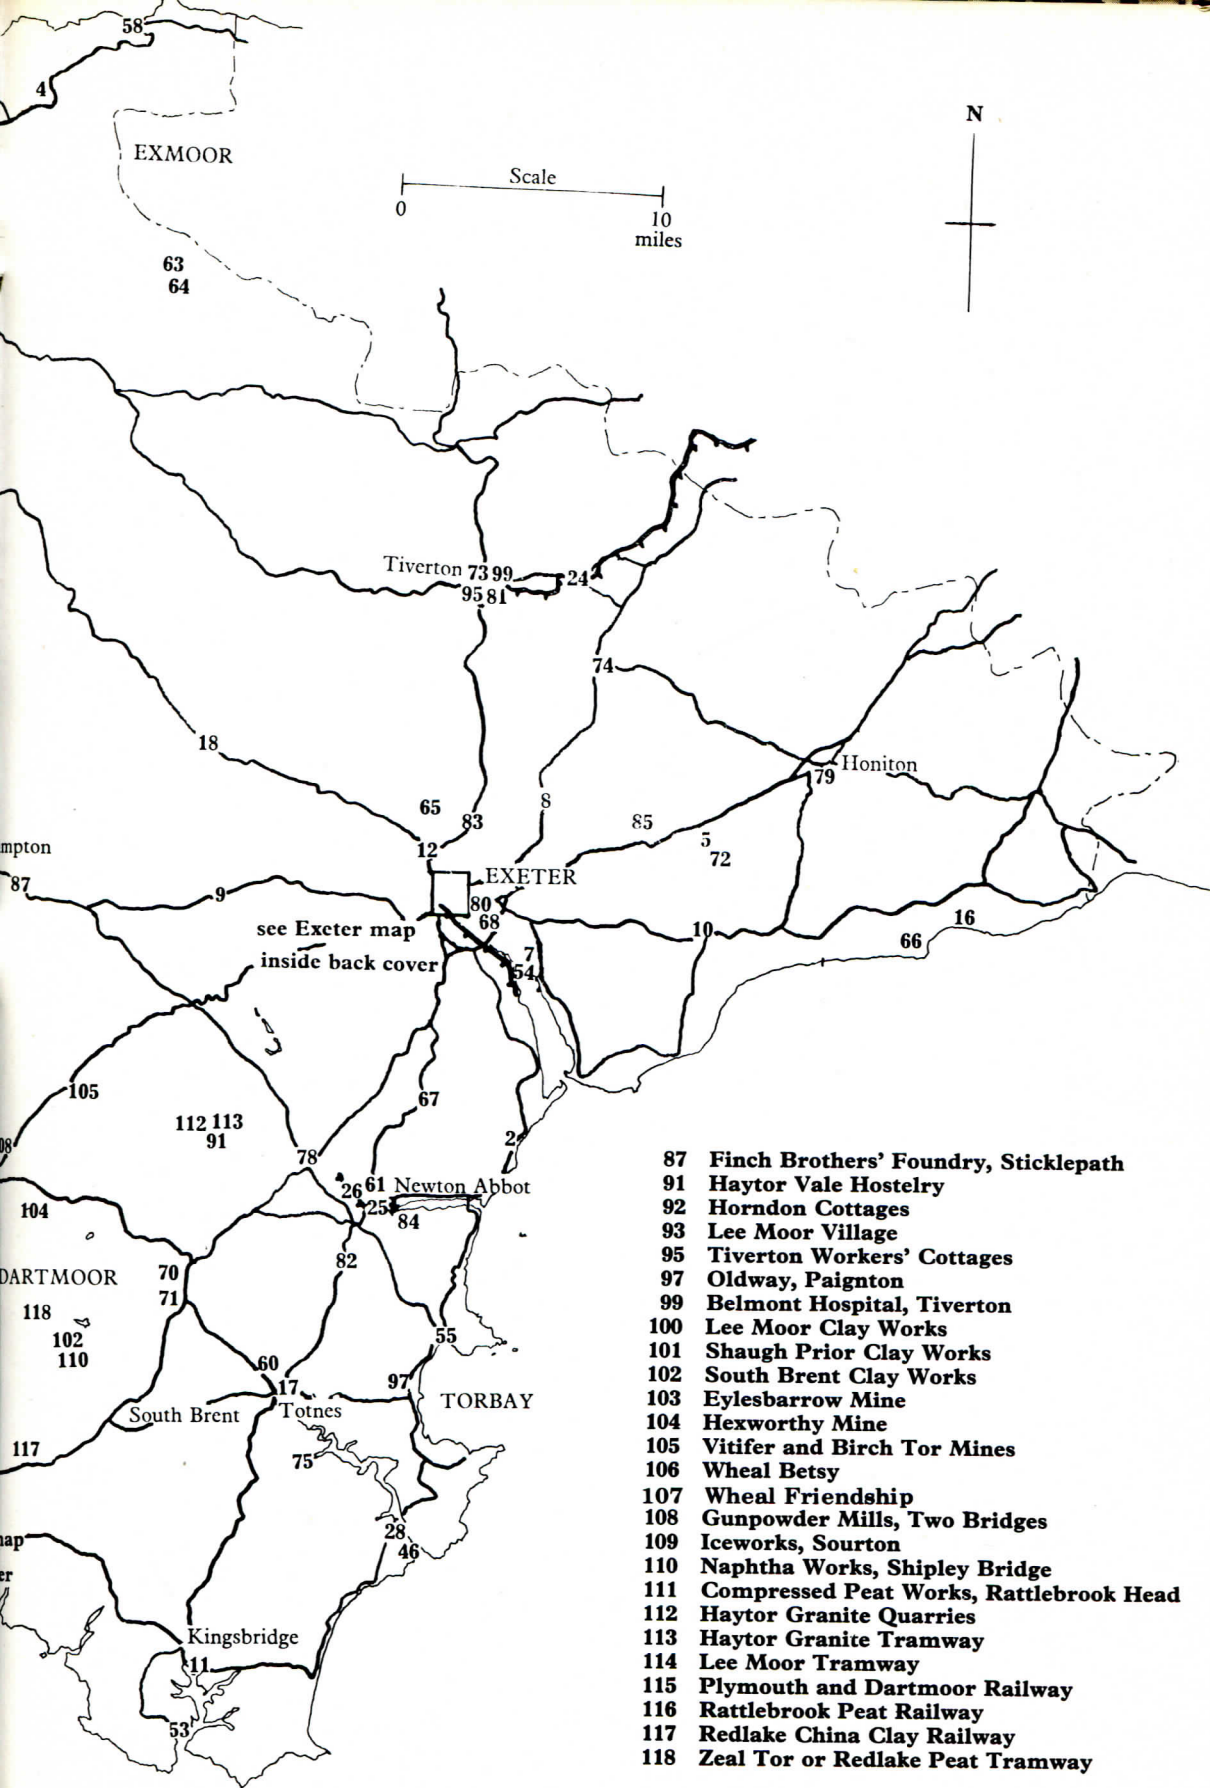 58
4
N
EXMOOR
Scale
0
10
miles
63
64
Tiverton 73 99
24
95 81
74
18
Honiton
79
65
8
83
85
5
72
12
mpton
EXETER
87
9
80
see Exeter map
68
16
10
66
inside back cover
7
54
105
67
112 113
91
08
2
78
26 61 Newton Abbot
25
84
104
82
DARTMOOR
70
71
118
102
110
55
60
17
97
TORBAY
South Brent
Totnes
117
75
28
46
ap
er
Kingsbridge
11
53
87 Finch Brothers' Foundry, Sticklepath
91 Haytor Vale Hostelry
92 Horndon Cottages
93 Lee Moor Village
95 Tiverton Workers' Cottages
97 Oldway, Paignton
99 Belmont Hospital, Tiverton
100 Lee Moor Clay Works
101 Shaugh Prior Clay Works
102 South Brent Clay Works
103 Eylesbarrow Mine
104 Hexworthy Mine
105 Vitifer and Birch Tor Mines
106 Wheal Betsy
107 Wheal Friendship
108 Gunpowder Mills, Two Bridges
109 Iceworks, Sourton
110 Naphtha Works, Shipley Bridge
111 Compressed Peat Works, Rattlebrook Head
112 Haytor Granite Quarries
113 Haytor Granite Tramway
114 Lee Moor Tramway
115 Plymouth and Dartmoor Railway
116 Rattlebrook Peat Railway
117 Redlake China Clay Railway
118 Zeal Tor or Redlake Peat Tramway